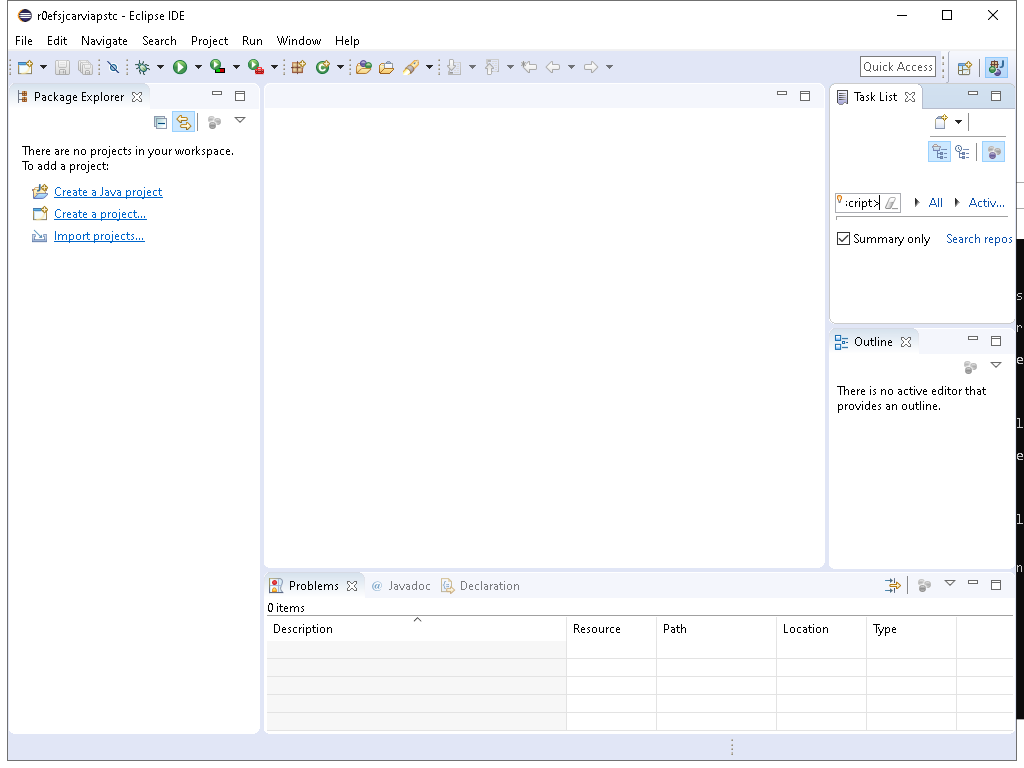 r0efsjcarviapstc - Eclipse IDE
File Edit Navigate Search Project Run Window Help
Quick Access
Package Explorer
Task List
There are no projects in your workspace.
To add a project:
Create a Java project
Create a project...
Import projects...
:cript> All Activ...
Summary only Search repos
Outline
There is no active editor that
provides an outline.
Problems @ Javadoc Declaration
0 items
Description Resource Path Location Type
s
r
e
l
e
l
n